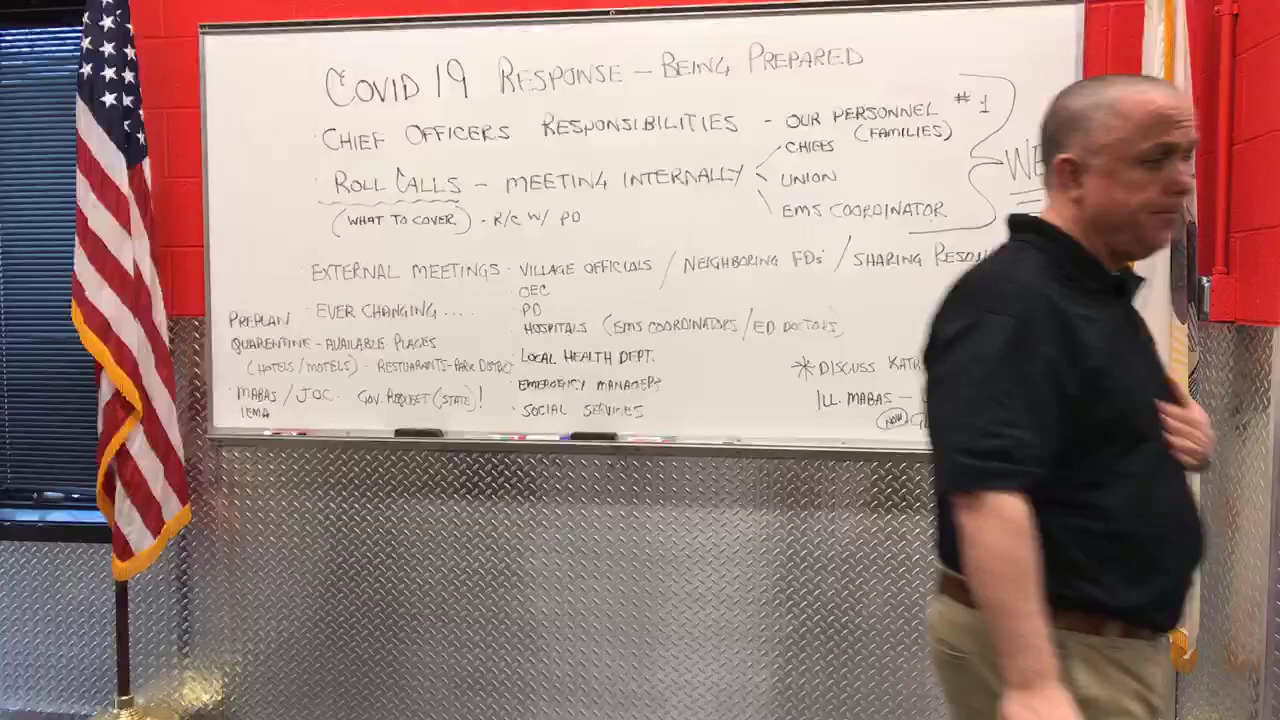 COVID 19 RESPONSE - BEING PREPARED
· CHIEF OFFICERS RESPONSIBILITIES - OUR PERSONNEL #1
(FAMILIES)
· ROLL CALLS - MEETING INTERNALLY < CHIEFS
UNION
EMS COORDINATOR
WE
(WHAT TO COVER) - R/C W/ PD
· EXTERNAL MEETINGS · VILLAGE OFFICIALS / NEIGHBORING FDs / SHARING
· OEC
· PD
· HOSPITALS (EMS COORDINATORS / ED DOCTORS)
· LOCAL HEALTH DEPT.
· EMERGENCY MANAGERS
· SOCIAL SERVICES
· EVER CHANGING ....
PREPLAN
QUARENTINE - AVAILABLE PLACES
(HOTELS/MOTELS) - RESTUARANTS - PARK DISTRICT
· MABAS / JOC · GOV. REQUEST (STATE)!
IEMA
* DISCUSS
ILL. MABAS -
NOW